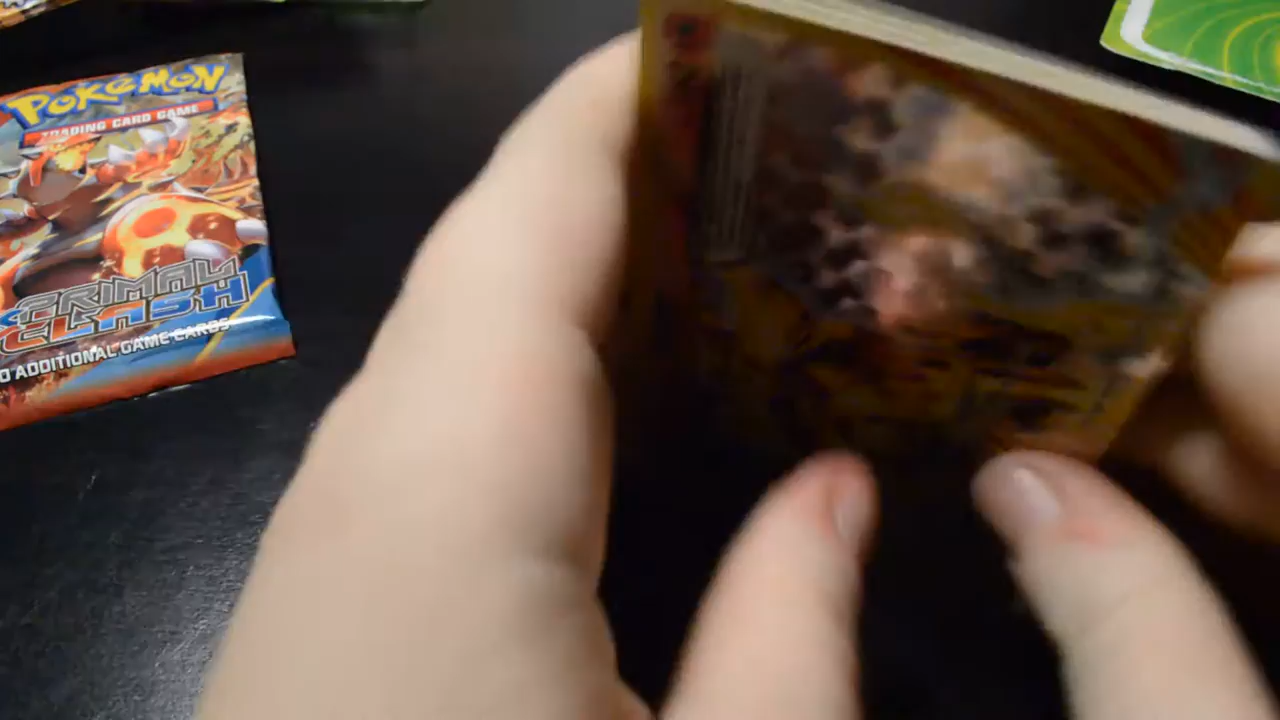 POKÉMON
TRADING CARD GAME
PRIMAL
CLASH
ADDITIONAL GAME CARDS